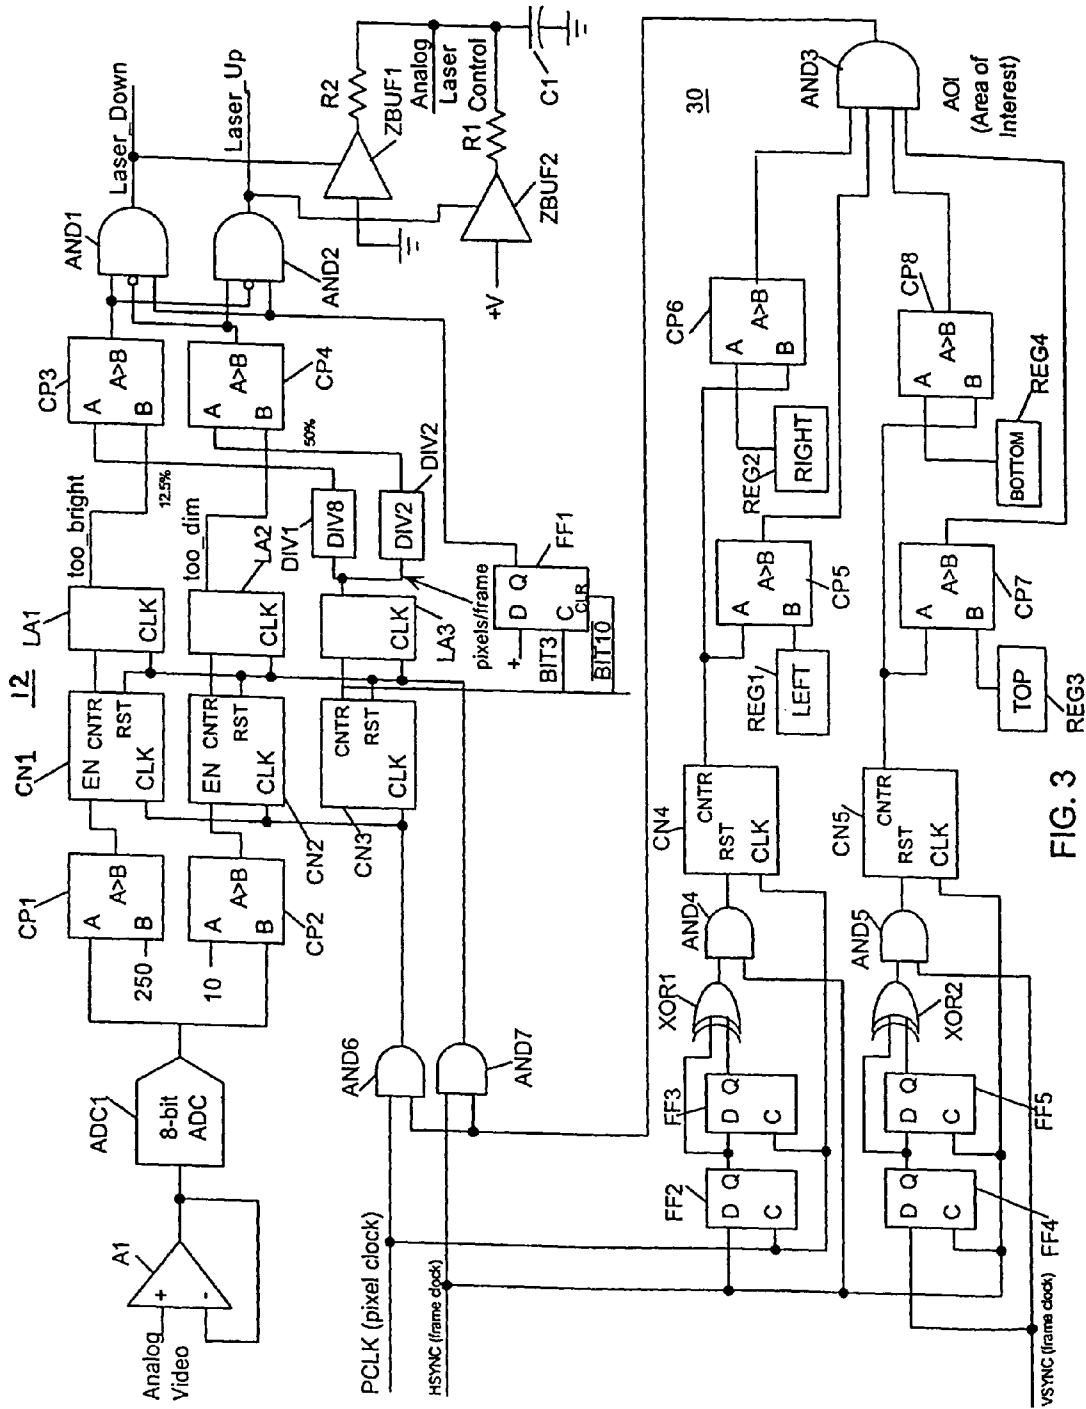 12
Analog
Video
A1
+
-
ADC1
8-bit
ADC
CP1
A
A>B
B
250
CN1
EN
CNTR
RST
CLK
LA1
CLK
too_bright
12.5%
CP3
A
A>B
B
AND1
Laser_Down
10
A
A>B
B
CP2
EN
CNTR
RST
CLK
CN2
CLK
LA2
too_dim
50%
A
A>B
B
CP4
AND2
Laser_Up
CNTR
RST
CLK
CN3
CLK
LA3
DIV1
DIV8
DIV2
DIV2
pixels/frame
+
D
Q
C
CLR
FF1
BIT3
BIT10
R2
ZBUF1
Analog
Laser
Control
R1
ZBUF2
+V
C1
AND6
AND7
PCLK (pixel clock)
HSYNC (frame clock)
VSYNC (frame clock)
30
FF2
D
Q
C
FF3
D
Q
C
XOR1
AND4
CN4
CNTR
RST
CLK
REG1
LEFT
A
A>B
B
CP5
REG2
RIGHT
CP6
A
A>B
B
AND3
AOI
(Area of
Interest)
D
Q
C
FF4
D
Q
C
FF5
XOR2
AND5
CN5
CNTR
RST
CLK
TOP
REG3
A
A>B
B
CP7
BOTTOM
REG4
CP8
A
A>B
B
FIG. 3